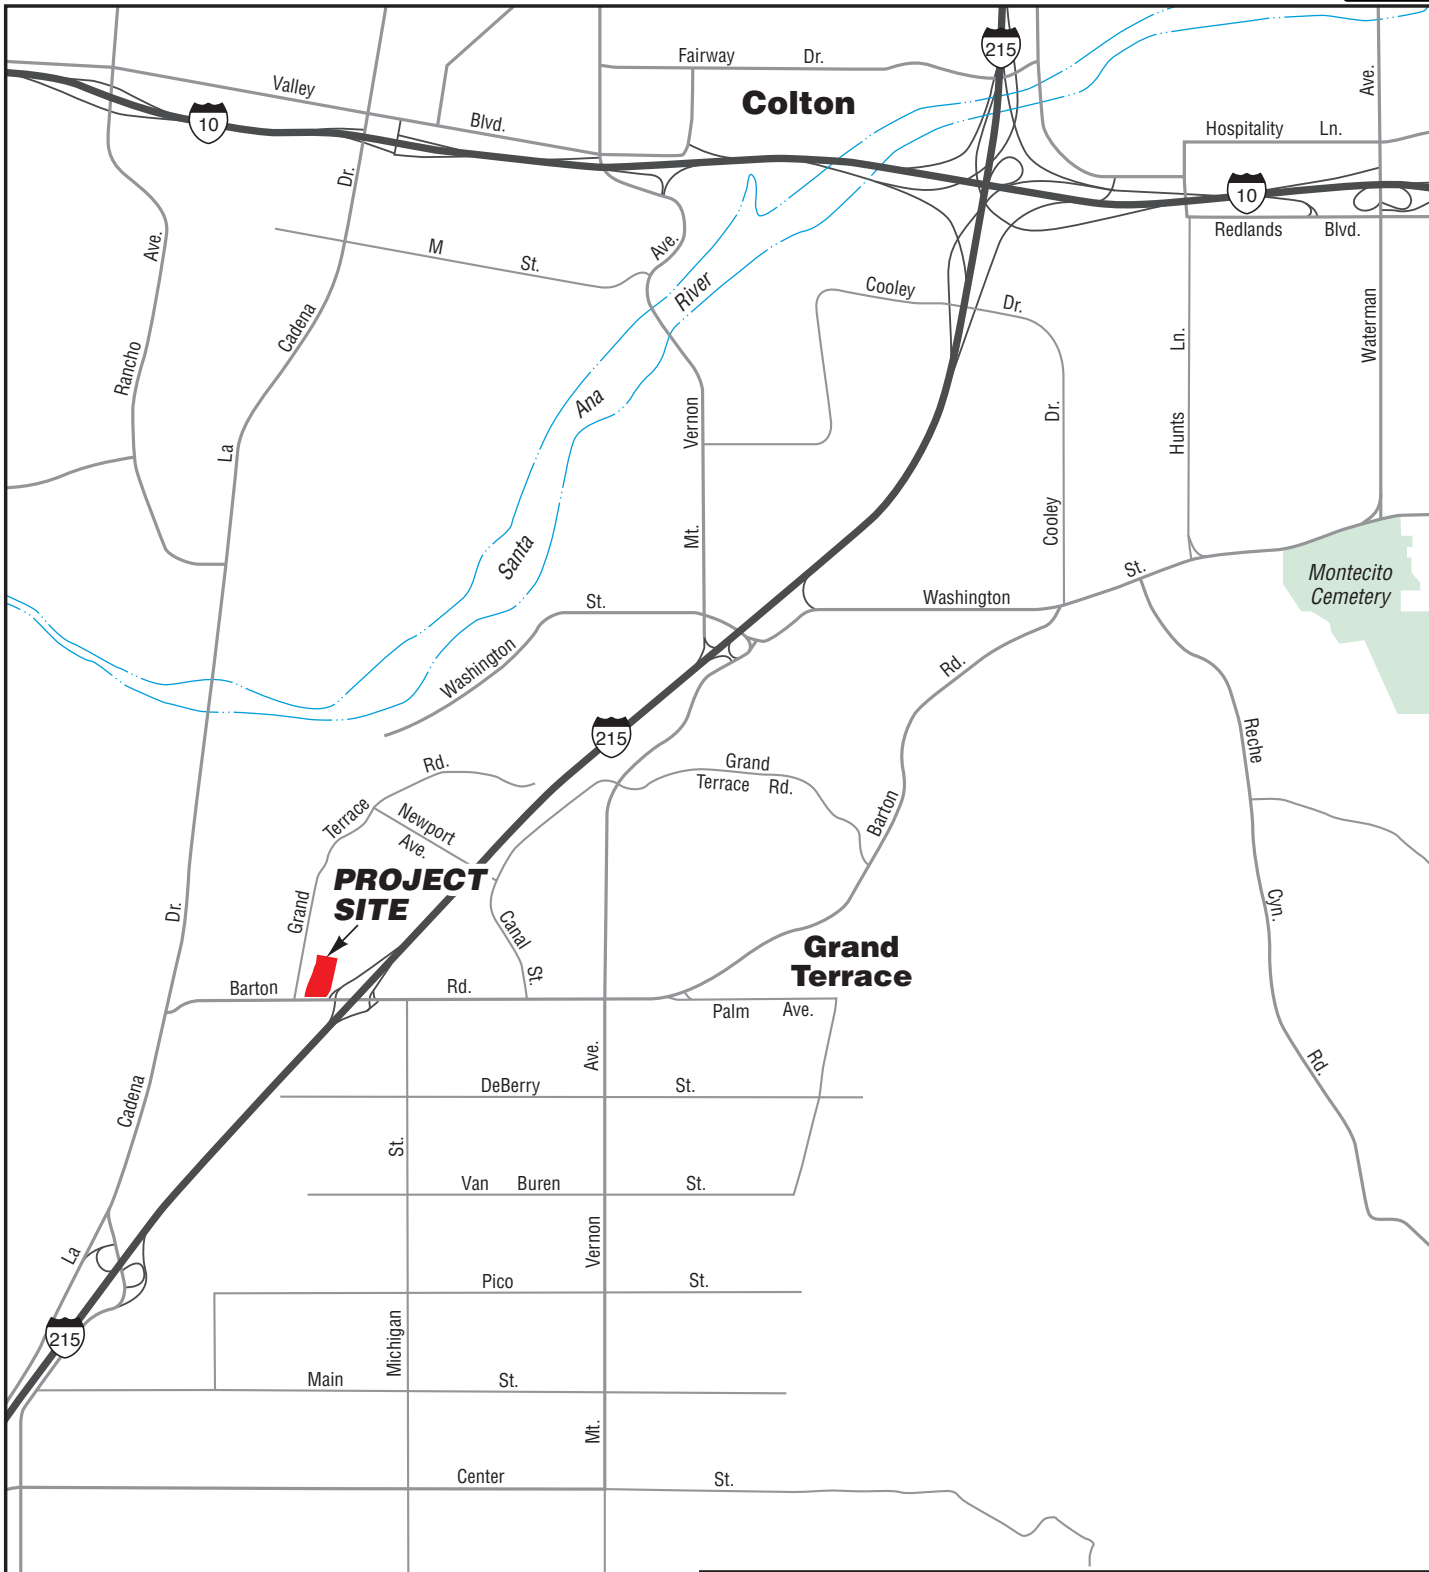 215
Fairway Dr.
Ave.
Valley Blvd.
Colton
10
Hospitality Ln.
Dr.
10
Redlands Blvd.
Ave.
M St.
Ave.
River
Cooley Dr.
Cadena
Rancho
Ln.
Waterman
Ana
Vernon
Dr.
Hunts
La
Mt.
Cooley
Santa
St.
Montecito
Cemetery
St.
Washington
Washington
Rd.
215
Reche
Rd.
Grand
Terrace Rd.
Terrace
Newport
Ave.
Barton
PROJECT
SITE
Grand
Dr.
Canal
St.
Cyn.
Grand
Terrace
Barton Rd.
Palm Ave.
Ave.
Rd.
DeBerry St.
Cadena
St.
Van Buren St.
La
Vernon
Pico St.
215
Michigan
Main St.
Mt.
Center St.